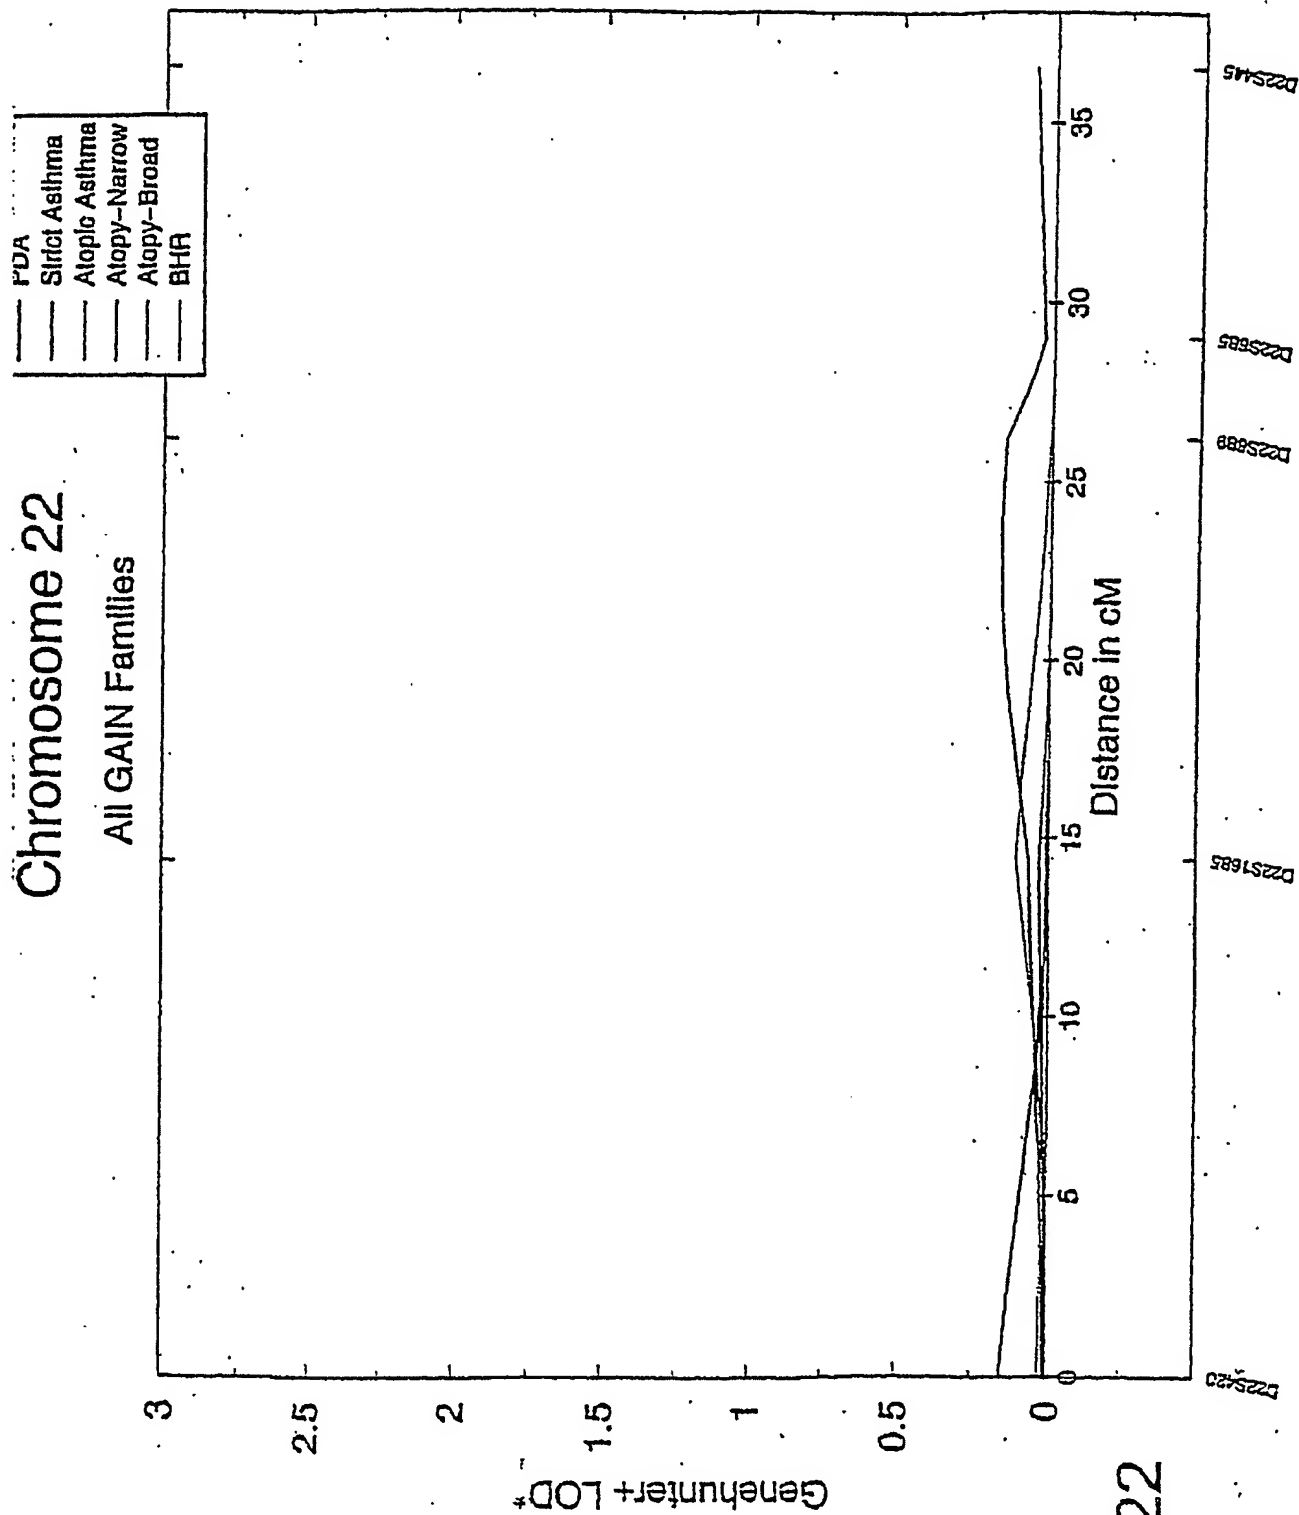 Chromosome 22
All GAIN Families
PDA
Strict Asthma
Atopic Asthma
Atopy-Narrow
Atopy-Broad
BHR
Genehunter+ LOD*
3
2.5
2
1.5
1
0.5
0
0
5
10
15
20
25
30
35
Distance in cM
D22S420
D22S1685
D22S689
D22S685
D22S445
22